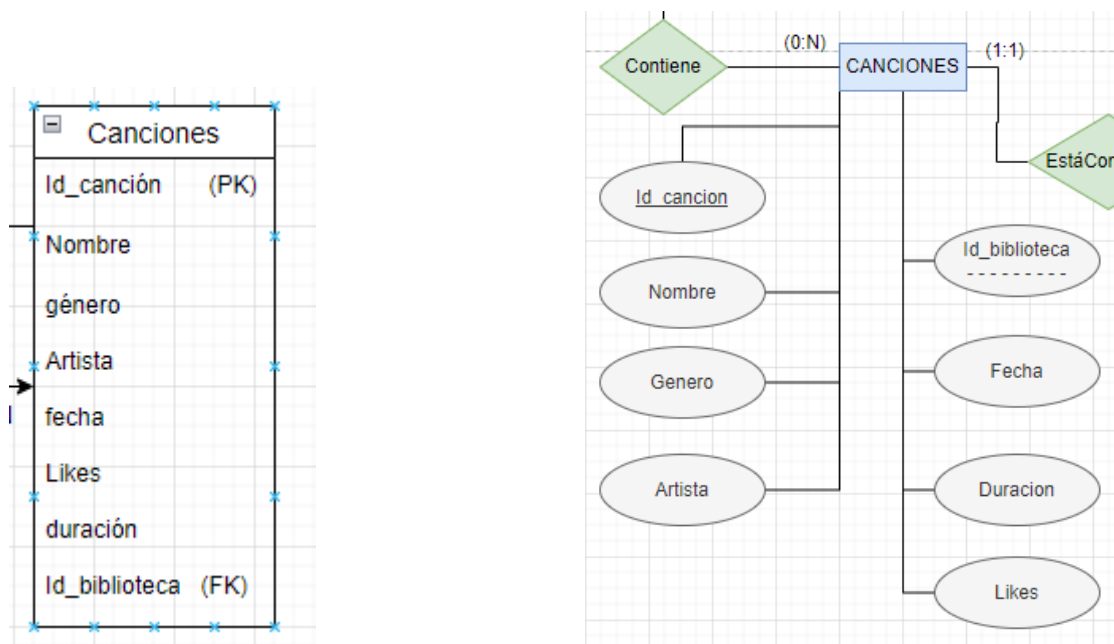 Canciones
Id_canción (PK)
Nombre
género
Artista
fecha
Likes
duración
Id_biblioteca (FK)
Contiene
(0:N)
CANCIONES
(1:1)
EstáCon
Id_cancion
Nombre
Genero
Artista
Id_biblioteca
Fecha
Duracion
Likes